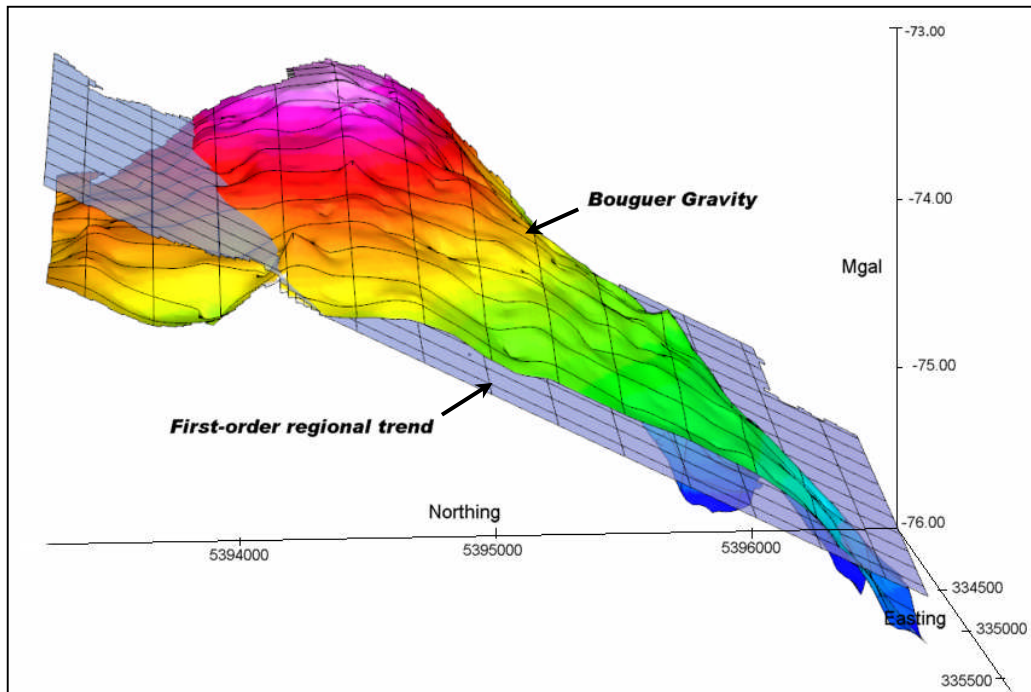 -73.00
Bouguer Gravity
-74.00
Mgal
-75.00
First-order regional trend
Northing
-76.00
5394000
5395000
5396000
334500
Easting
335000
335500